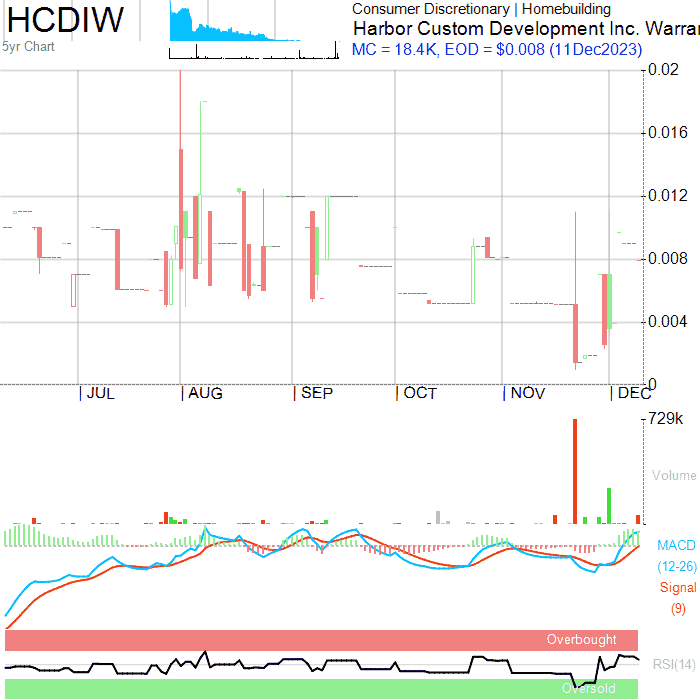 HCDIW
5yr Chart
Consumer Discretionary | Homebuilding
Harbor Custom Development Inc. Warra
MC = 18.4K, EOD = $0.008 (11Dec2023)
0.02
0.016
0.012
0.008
0.004
0
JUL AUG SEP OCT NOV DEC
729k
Volume
MACD
(12-26)
Signal
(9)
Overbought
RSI(14)
Oversold